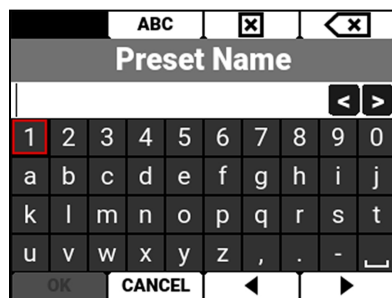 ABC
Preset Name
< >
1 2 3 4 5 6 7 8 9 0
a b c d e f g h i j
k l m n o p q r s t
u v w x y z , . -
OK CANCEL